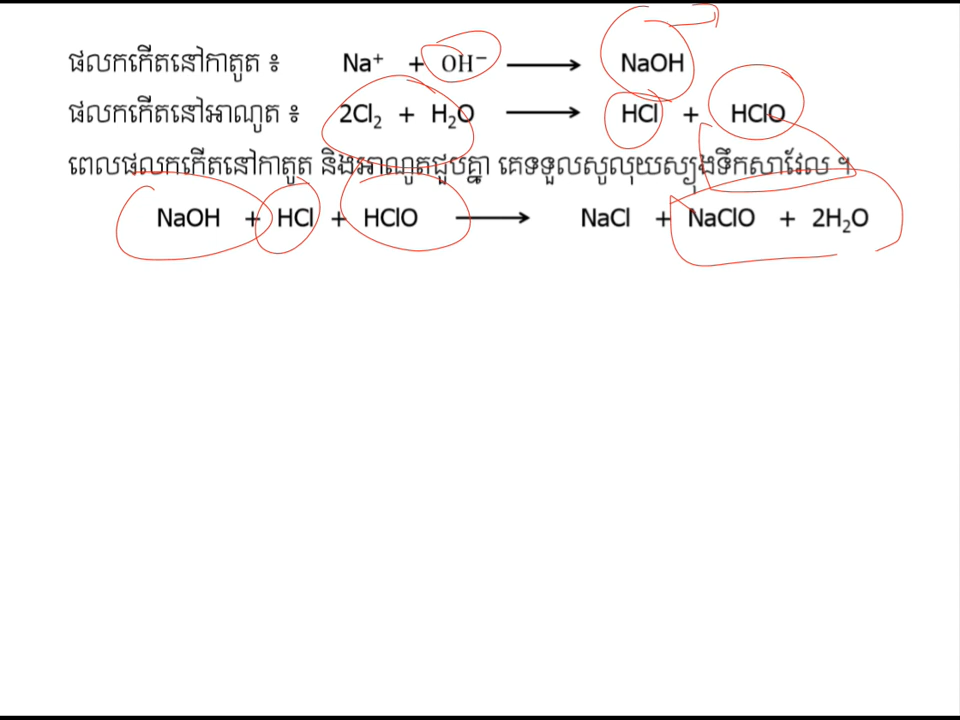 ផលកកើតនៅកាតូត ៖ Na⁺ + OH⁻ ⟶ NaOH
ផលកកើតនៅអាណូត ៖ 2Cl₂ + H₂O ⟶ HCl + HClO
ពេលផលកកើតនៅកាតូត និងអាណូតជួបគ្នា គេទទួលសូលុយស្យុងទឹកសាវែល ។
NaOH + HCl + HClO ⟶ NaCl + NaClO + 2H₂O